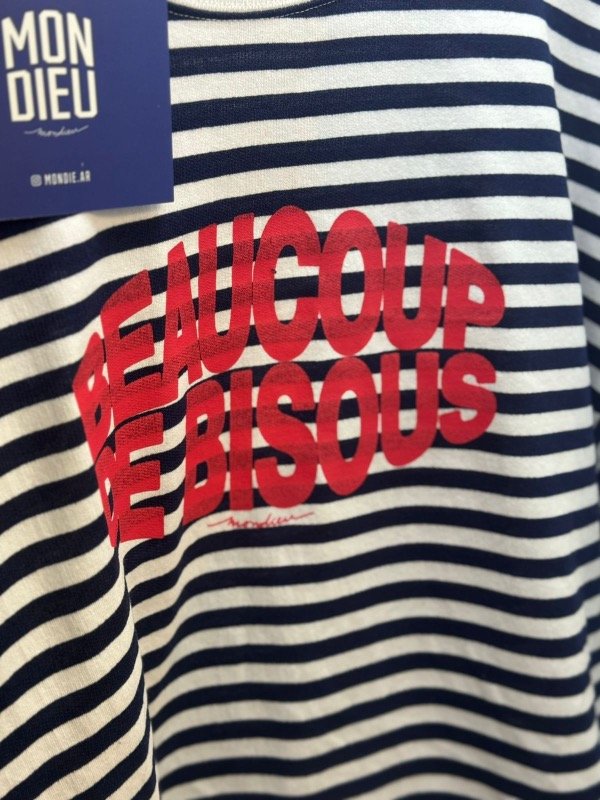 MON
DIEU
mondieu
MONDIE.AR
BEAUCOUP
DE BISOUS
mondieu